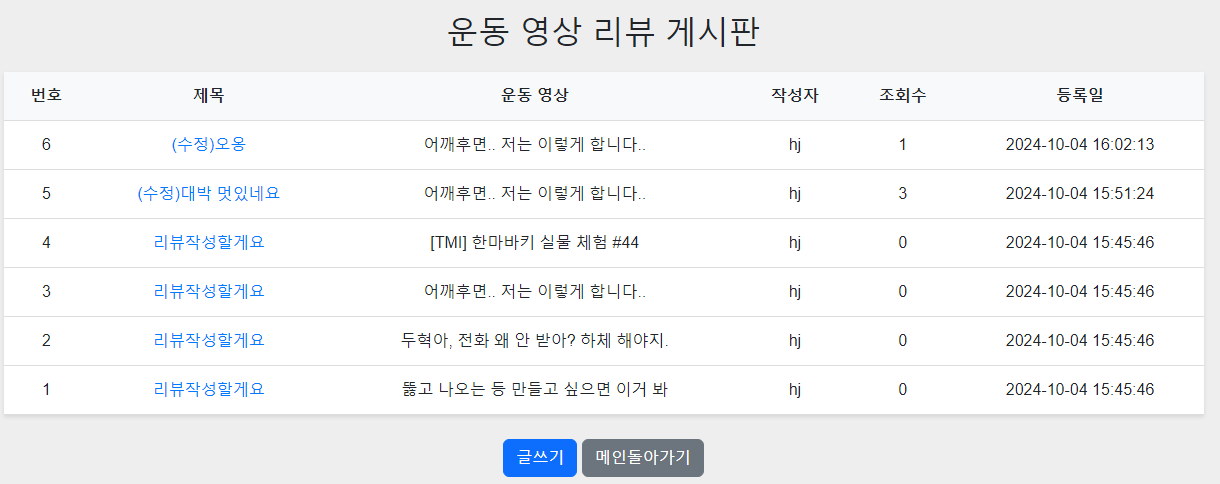 운동 영상 리뷰 게시판
번호 제목 운동 영상 작성자 조회수 등록일
6 (수정)오옹 어깨후면.. 저는 이렇게 합니다.. hj 1 2024-10-04 16:02:13
5 (수정)대박 멋있네요 어깨후면.. 저는 이렇게 합니다.. hj 3 2024-10-04 15:51:24
4 리뷰작성할게요 [TMI] 한마바키 실물 체험 #44 hj 0 2024-10-04 15:45:46
3 리뷰작성할게요 어깨후면.. 저는 이렇게 합니다.. hj 0 2024-10-04 15:45:46
2 리뷰작성할게요 두혁아, 전화 왜 안 받아? 하체 해야지. hj 0 2024-10-04 15:45:46
1 리뷰작성할게요 뚫고 나오는 등 만들고 싶으면 이거 봐 hj 0 2024-10-04 15:45:46
글쓰기 메인돌아가기